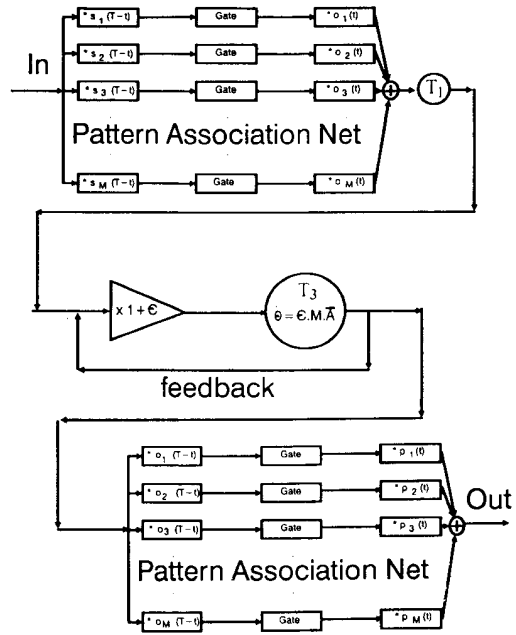 * s 1 (T-t) Gate * o 1 (t)
* s 2 (T-t) Gate * o 2 (t)
In
* s 3 (T-t) Gate * o 3 (t) + T1
Pattern Association Net
* s M (T-t) Gate * o M (t)
T3
x 1 + ϵ
θ = ϵ.M.A̅
feedback
* o 1 (T-t) Gate * p 1 (t)
* o 2 (T-t) Gate * p 2 (t)
Out
* o 3 (T-t) Gate * p 3 (t) +
Pattern Association Net
* o M (T-t) Gate * p M (t)